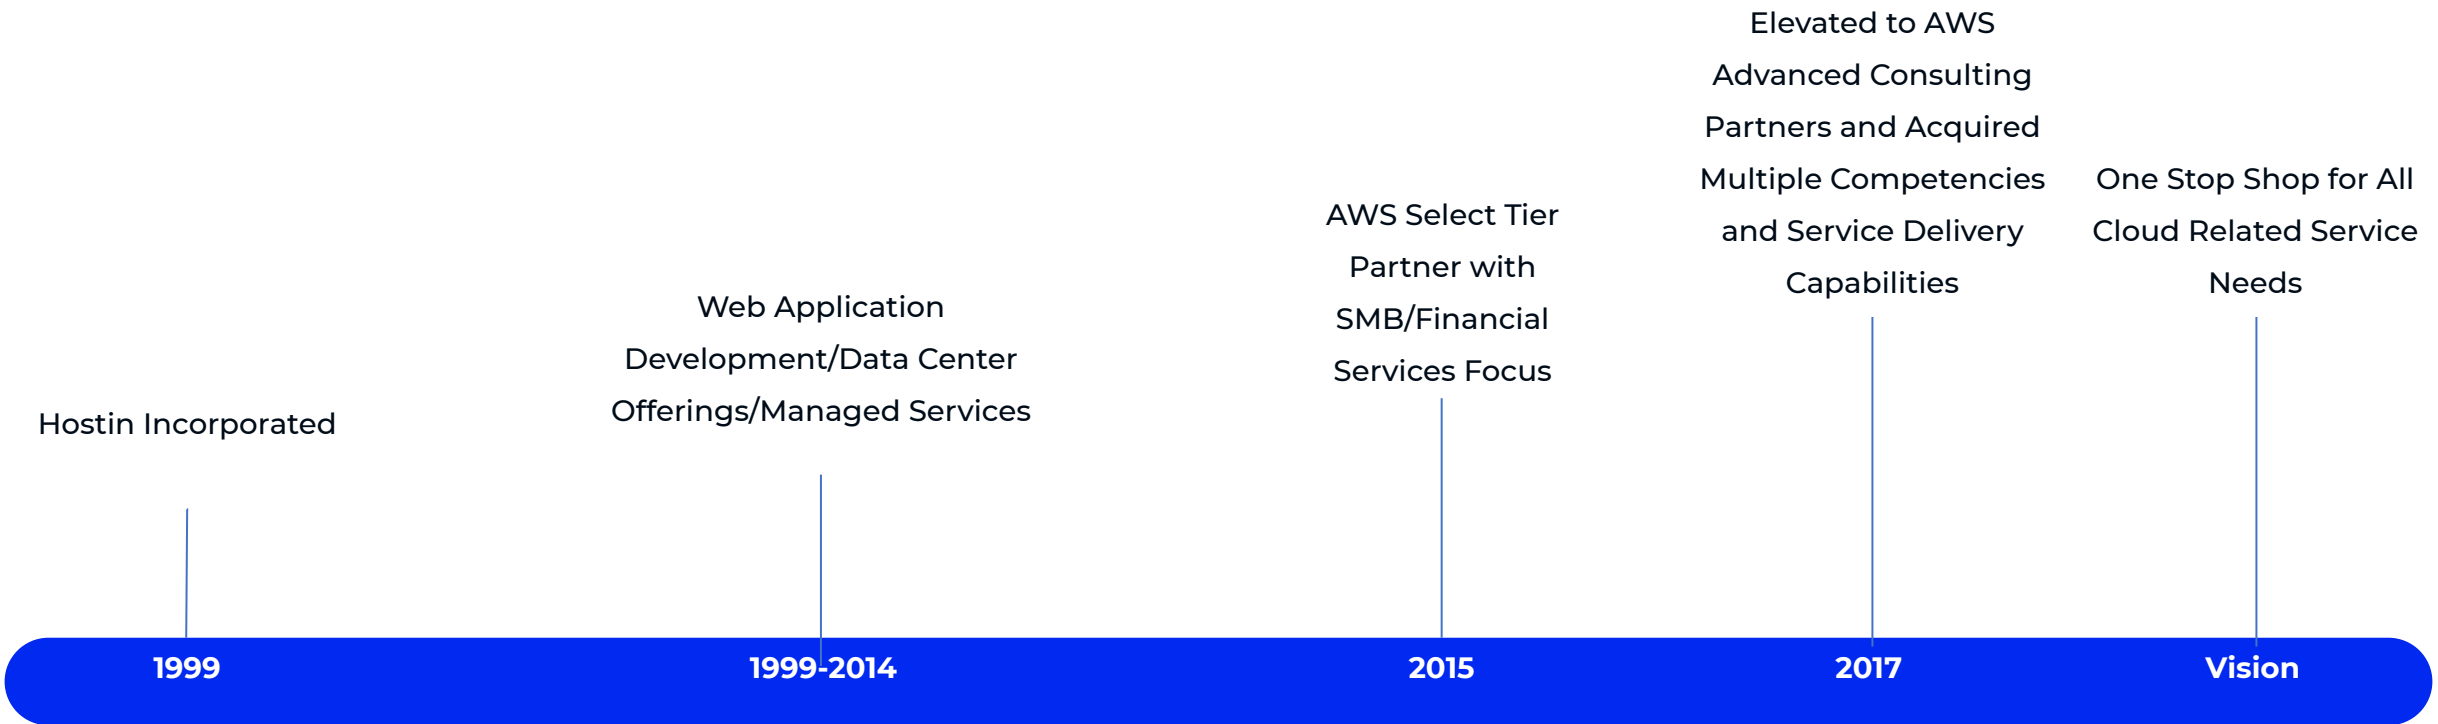 Hostin Incorporated
Web Application
Development/Data Center
Offerings/Managed Services
AWS Select Tier
Partner with
SMB/Financial
Services Focus
Elevated to AWS
Advanced Consulting
Partners and Acquired
Multiple Competencies
and Service Delivery
Capabilities
One Stop Shop for All
Cloud Related Service
Needs
1999
1999-2014
2015
2017
Vision